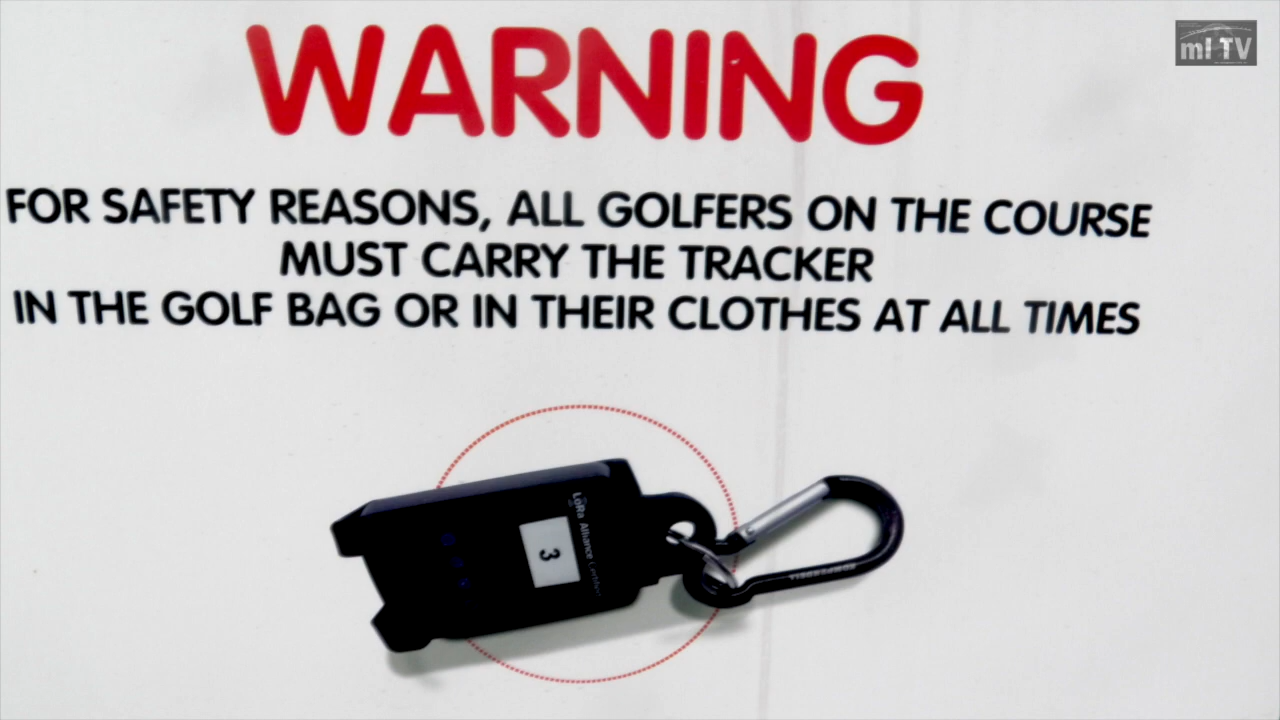 mI TV
WARNING
FOR SAFETY REASONS, ALL GOLFERS ON THE COURSE
MUST CARRY THE TRACKER
IN THE GOLF BAG OR IN THEIR CLOTHES AT ALL TIMES
LoRa Alliance Certified
3